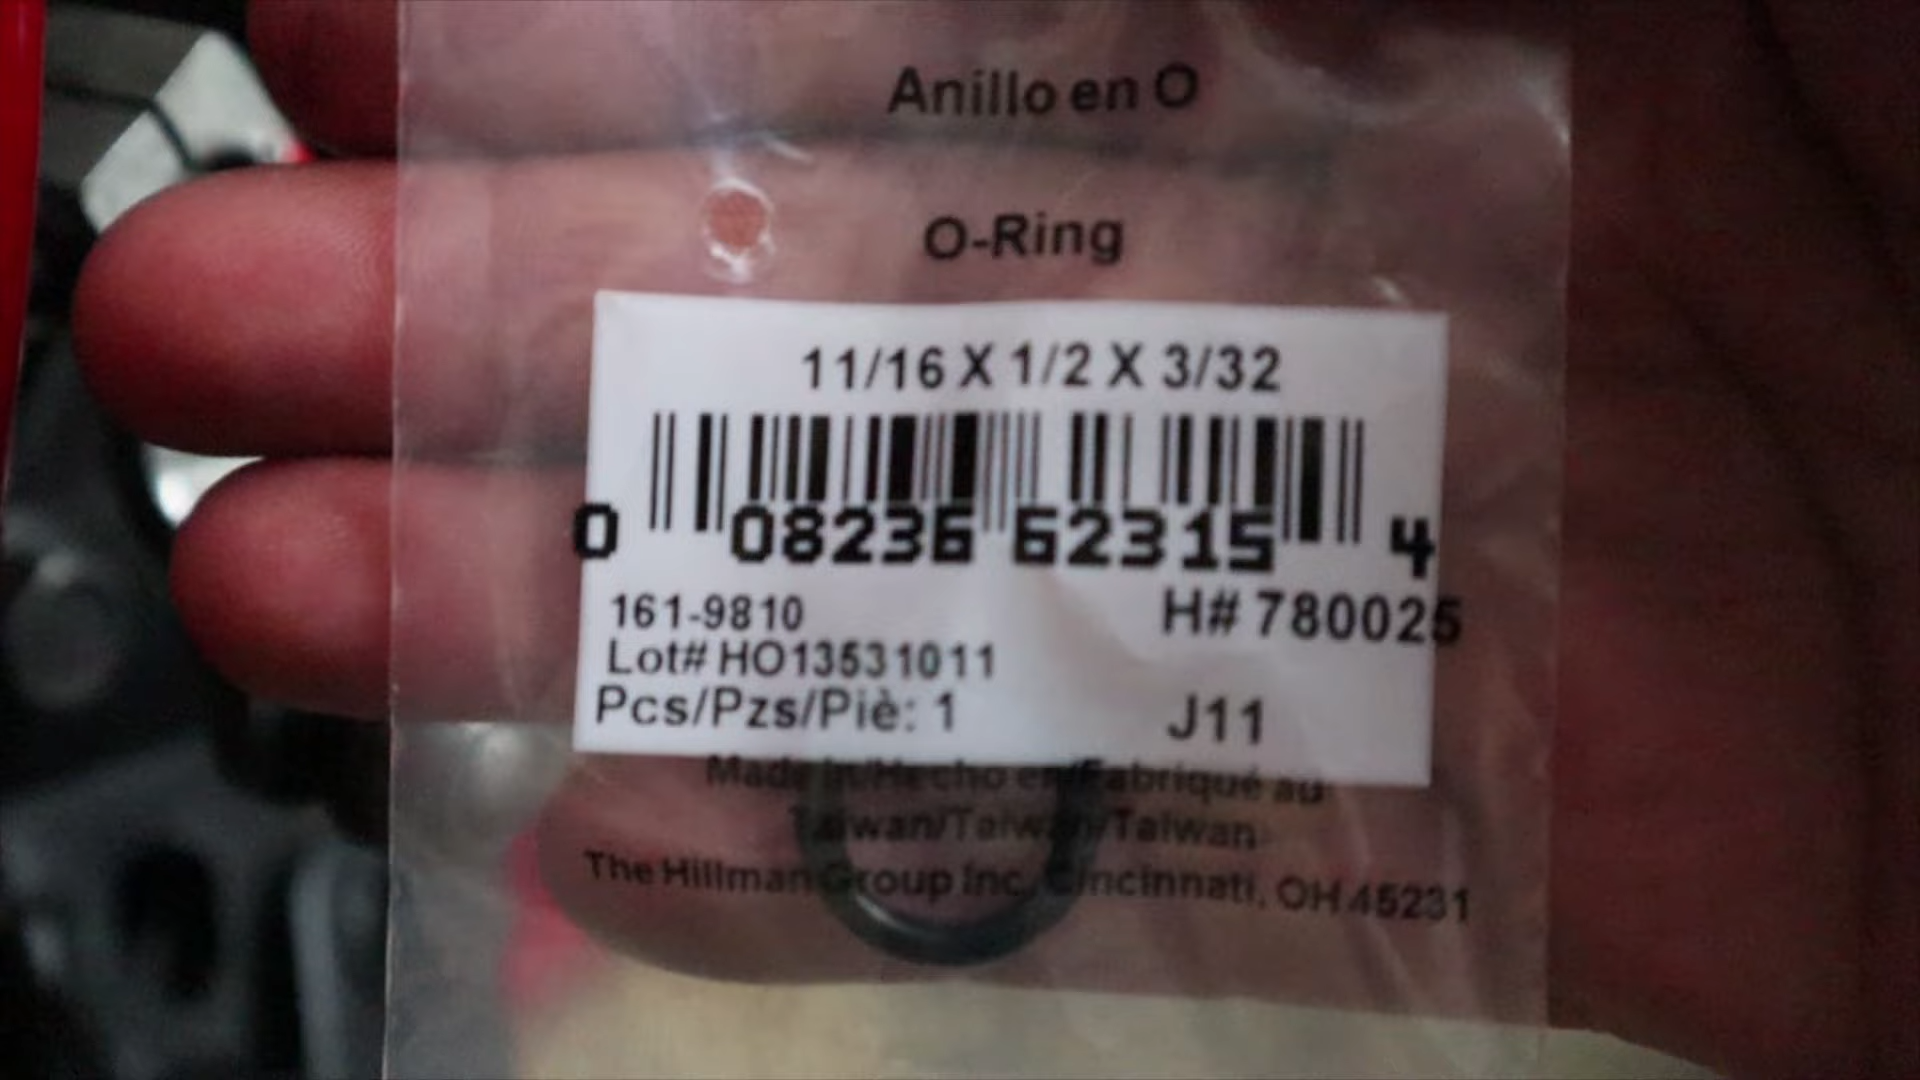 Anillo en O
O-Ring
11/16 X 1/2 X 3/32
0 08236 62315 4
161-9810 H# 780025
Lot# HO13531011
Pcs/Pzs/Piè: 1 J11
Made in/Hecho en/Fabriqué au
Taiwan/Taiwan/Taiwan
The Hillman Group Inc. Cincinnati, OH 45231